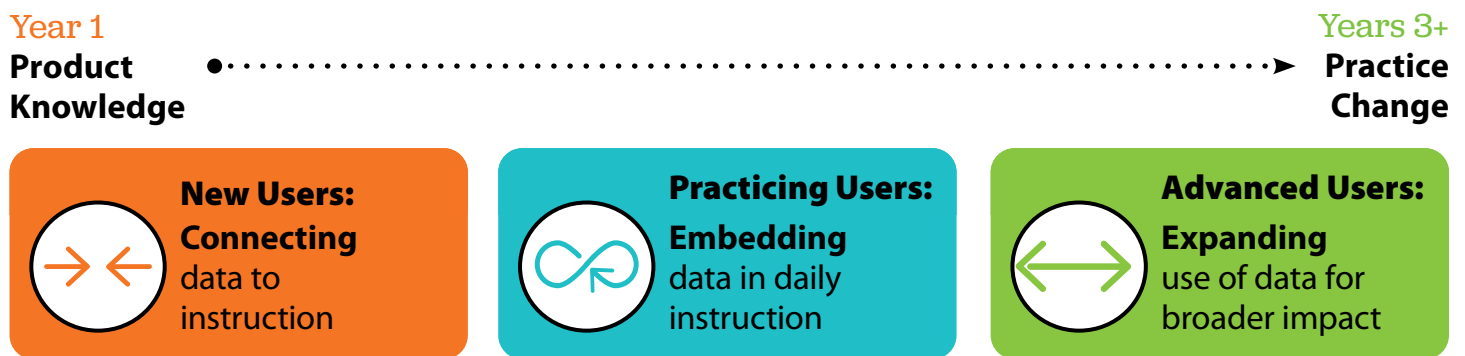 Year 1
Product
Knowledge
Years 3+
Practice
Change
New Users:
Connecting
data to
instruction
Practicing Users:
Embedding
data in daily
instruction
Advanced Users:
Expanding
use of data for
broader impact